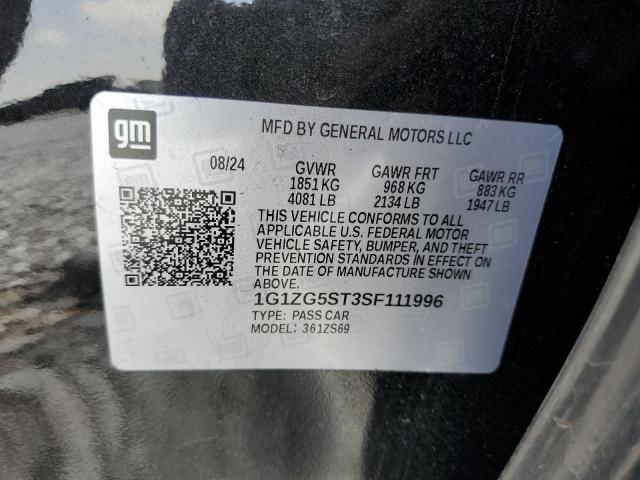 gm
MFD BY GENERAL MOTORS LLC
08/24 GVWR GAWR FRT GAWR RR
1851 KG 968 KG 883 KG
4081 LB 2134 LB 1947 LB
THIS VEHICLE CONFORMS TO ALL
APPLICABLE U.S. FEDERAL MOTOR
VEHICLE SAFETY, BUMPER, AND THEFT
PREVENTION STANDARDS IN EFFECT ON
THE DATE OF MANUFACTURE SHOWN
ABOVE.
1G1ZG5ST3SF111996
TYPE: PASS CAR
MODEL: 361ZS69